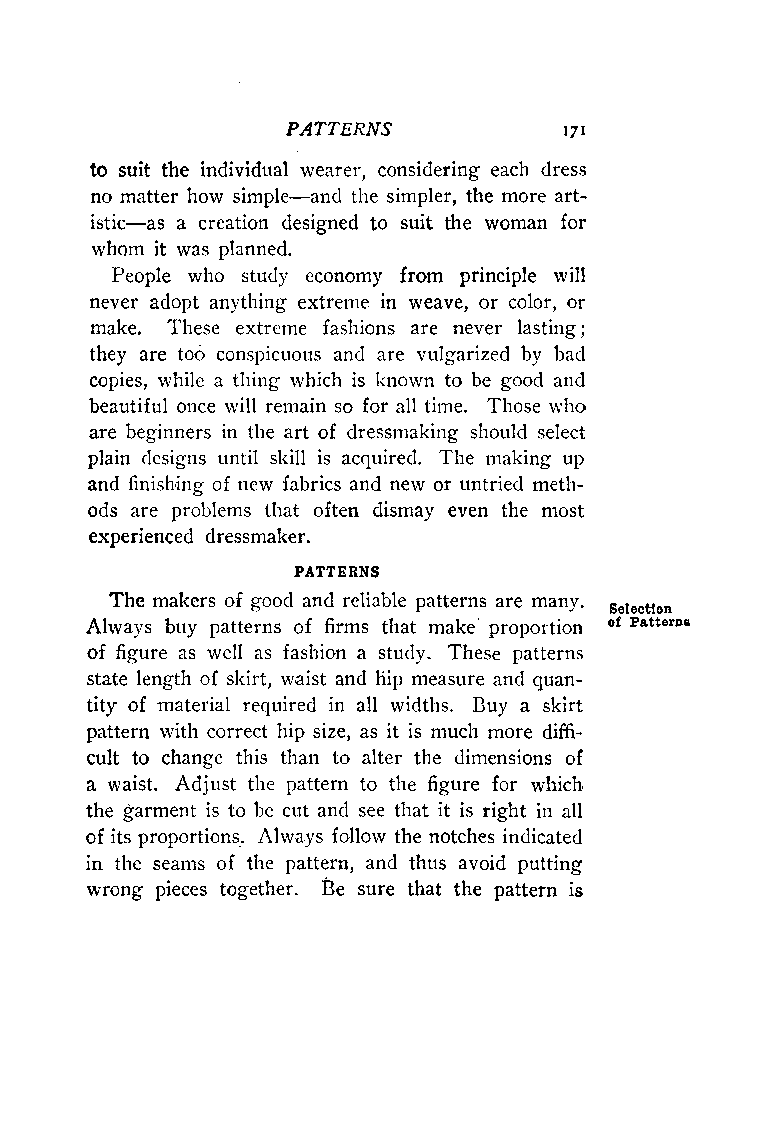 PATTERNS 171
to suit the individual wearer, considering each dress
no matter how simple—and the simpler, the more art-
istic—as a creation designed to suit the woman for
whom it was planned.
People who study economy from principle will
never adopt anything extreme in weave, or color, or
make. These extreme fashions are never lasting;
they are too conspicuous and are vulgarized by bad
copies, while a thing which is known to be good and
beautiful once will remain so for all time. Those who
are beginners in the art of dressmaking should select
plain designs until skill is acquired. The making up
and finishing of new fabrics and new or untried meth-
ods are problems that often dismay even the most
experienced dressmaker.
PATTERNS
The makers of good and reliable patterns are many.
Always buy patterns of firms that make proportion
of figure as well as fashion a study. These patterns
state length of skirt, waist and hip measure and quan-
tity of material required in all widths. Buy a skirt
pattern with correct hip size, as it is much more diffi-
cult to change this than to alter the dimensions of
a waist. Adjust the pattern to the figure for which
the garment is to be cut and see that it is right in all
of its proportions. Always follow the notches indicated
in the seams of the pattern, and thus avoid putting
wrong pieces together. Be sure that the pattern is
Selection
of Patterns